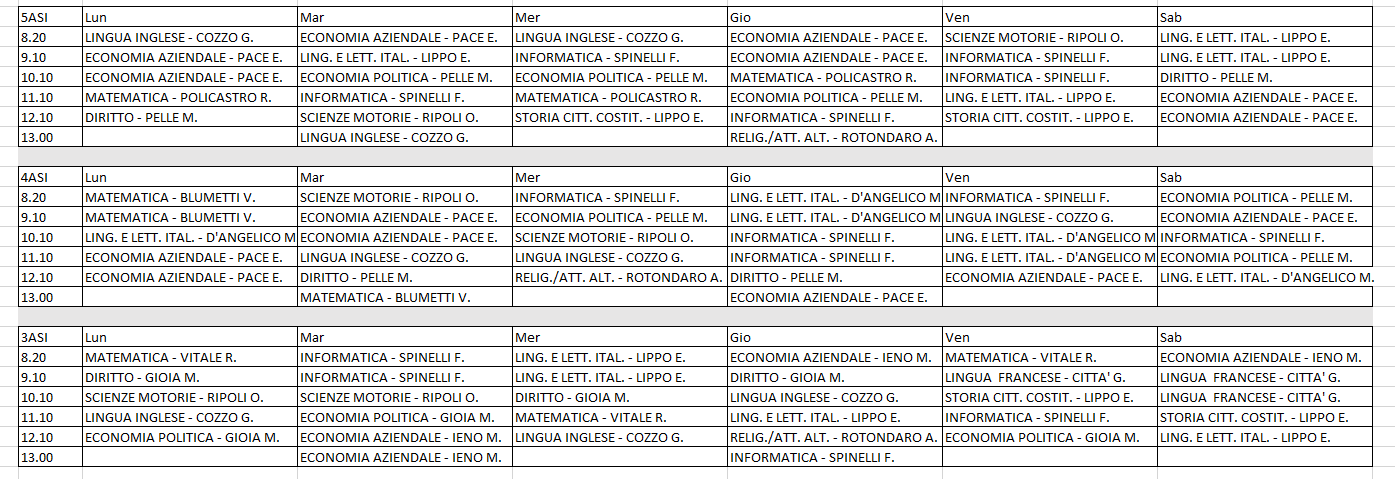 5ASI Lun Mar Mer Gio Ven Sab
8.20 LINGUA INGLESE - COZZO G. ECONOMIA AZIENDALE - PACE E. LINGUA INGLESE - COZZO G. ECONOMIA AZIENDALE - PACE E. SCIENZE MOTORIE - RIPOLI O. LING. E LETT. ITAL. - LIPPO E.
9.10 ECONOMIA AZIENDALE - PACE E. LING. E LETT. ITAL. - LIPPO E. INFORMATICA - SPINELLI F. ECONOMIA AZIENDALE - PACE E. INFORMATICA - SPINELLI F. LING. E LETT. ITAL. - LIPPO E.
10.10 ECONOMIA AZIENDALE - PACE E. ECONOMIA POLITICA - PELLE M. ECONOMIA POLITICA - PELLE M. MATEMATICA - POLICASTRO R. INFORMATICA - SPINELLI F. DIRITTO - PELLE M.
11.10 MATEMATICA - POLICASTRO R. INFORMATICA - SPINELLI F. MATEMATICA - POLICASTRO R. ECONOMIA POLITICA - PELLE M. LING. E LETT. ITAL. - LIPPO E. ECONOMIA AZIENDALE - PACE E.
12.10 DIRITTO - PELLE M. SCIENZE MOTORIE - RIPOLI O. STORIA CITT. COSTIT. - LIPPO E. INFORMATICA - SPINELLI F. STORIA CITT. COSTIT. - LIPPO E. ECONOMIA AZIENDALE - PACE E.
13.00 LINGUA INGLESE - COZZO G. RELIG./ATT. ALT. - ROTONDARO A.
4ASI Lun Mar Mer Gio Ven Sab
8.20 MATEMATICA - BLUMETTI V. SCIENZE MOTORIE - RIPOLI O. INFORMATICA - SPINELLI F. LING. E LETT. ITAL. - D'ANGELICO M INFORMATICA - SPINELLI F. ECONOMIA POLITICA - PELLE M.
9.10 MATEMATICA - BLUMETTI V. ECONOMIA AZIENDALE - PACE E. ECONOMIA POLITICA - PELLE M. LING. E LETT. ITAL. - D'ANGELICO M LINGUA INGLESE - COZZO G. ECONOMIA AZIENDALE - PACE E.
10.10 LING. E LETT. ITAL. - D'ANGELICO M ECONOMIA AZIENDALE - PACE E. SCIENZE MOTORIE - RIPOLI O. INFORMATICA - SPINELLI F. LING. E LETT. ITAL. - D'ANGELICO M INFORMATICA - SPINELLI F.
11.10 ECONOMIA AZIENDALE - PACE E. LINGUA INGLESE - COZZO G. LINGUA INGLESE - COZZO G. INFORMATICA - SPINELLI F. LING. E LETT. ITAL. - D'ANGELICO M ECONOMIA POLITICA - PELLE M.
12.10 ECONOMIA AZIENDALE - PACE E. DIRITTO - PELLE M. RELIG./ATT. ALT. - ROTONDARO A. DIRITTO - PELLE M. ECONOMIA AZIENDALE - PACE E. LING. E LETT. ITAL. - D'ANGELICO M.
13.00 MATEMATICA - BLUMETTI V. ECONOMIA AZIENDALE - PACE E.
3ASI Lun Mar Mer Gio Ven Sab
8.20 MATEMATICA - VITALE R. INFORMATICA - SPINELLI F. LING. E LETT. ITAL. - LIPPO E. ECONOMIA AZIENDALE - IENO M. MATEMATICA - VITALE R. ECONOMIA AZIENDALE - IENO M.
9.10 DIRITTO - GIOIA M. INFORMATICA - SPINELLI F. LING. E LETT. ITAL. - LIPPO E. DIRITTO - GIOIA M. LINGUA FRANCESE - CITTA' G. LINGUA FRANCESE - CITTA' G.
10.10 SCIENZE MOTORIE - RIPOLI O. SCIENZE MOTORIE - RIPOLI O. DIRITTO - GIOIA M. LINGUA INGLESE - COZZO G. STORIA CITT. COSTIT. - LIPPO E. LINGUA FRANCESE - CITTA' G.
11.10 LINGUA INGLESE - COZZO G. ECONOMIA POLITICA - GIOIA M. MATEMATICA - VITALE R. LING. E LETT. ITAL. - LIPPO E. INFORMATICA - SPINELLI F. STORIA CITT. COSTIT. - LIPPO E.
12.10 ECONOMIA POLITICA - GIOIA M. ECONOMIA AZIENDALE - IENO M. LINGUA INGLESE - COZZO G. RELIG./ATT. ALT. - ROTONDARO A. ECONOMIA POLITICA - GIOIA M. LING. E LETT. ITAL. - LIPPO E.
13.00 ECONOMIA AZIENDALE - IENO M. INFORMATICA - SPINELLI F.